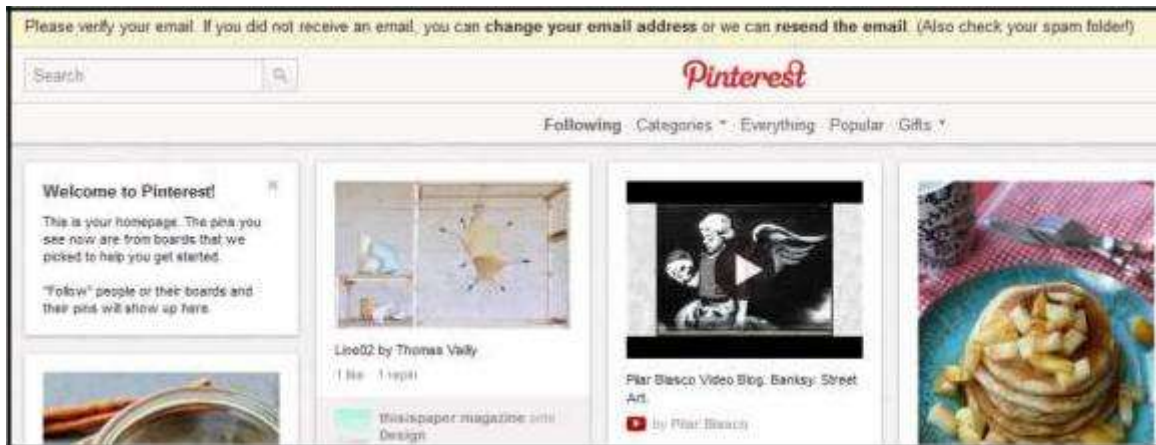 Please verify your email. If you did not receive an email, you can change your email address or we can resend the email. (Also check your spam folder!)
Search
Pinterest
Following Categories Everything Popular Gifts
Welcome to Pinterest!
This is your homepage. The pins you
see now are from boards that we
picked to help you get started.
"Follow" people or their boards and
their pins will show up here.
Line02 by Thomas Vailly
1 like 1 repin
thisispaper magazine onto
Design
Pilar Blasco Video Blog. Banksy. Street
Art.
by Pilar Blasco